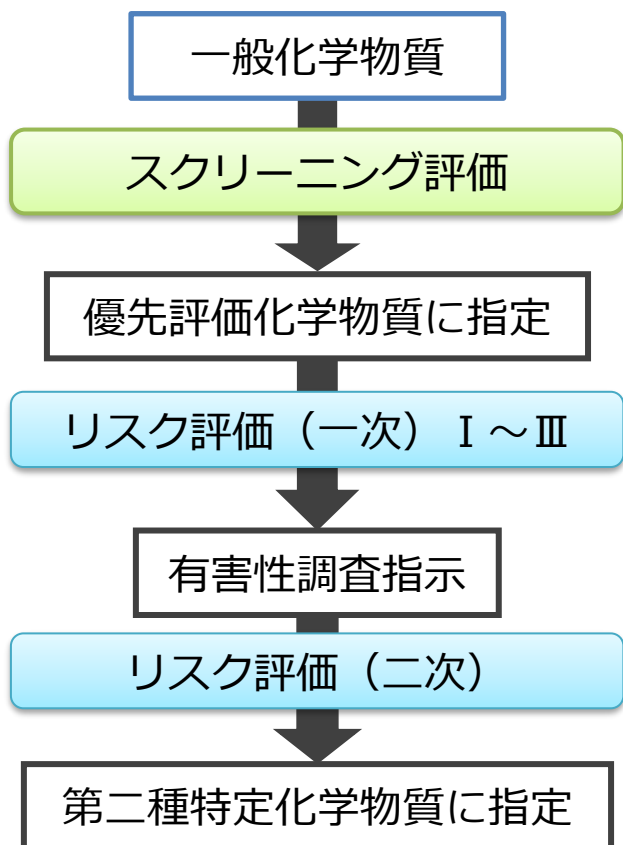 一般化学物質
スクリーニング評価
優先評価化学物質に指定
リスク評価（一次）Ⅰ～Ⅲ
有害性調査指示
リスク評価（二次）
第二種特定化学物質に指定